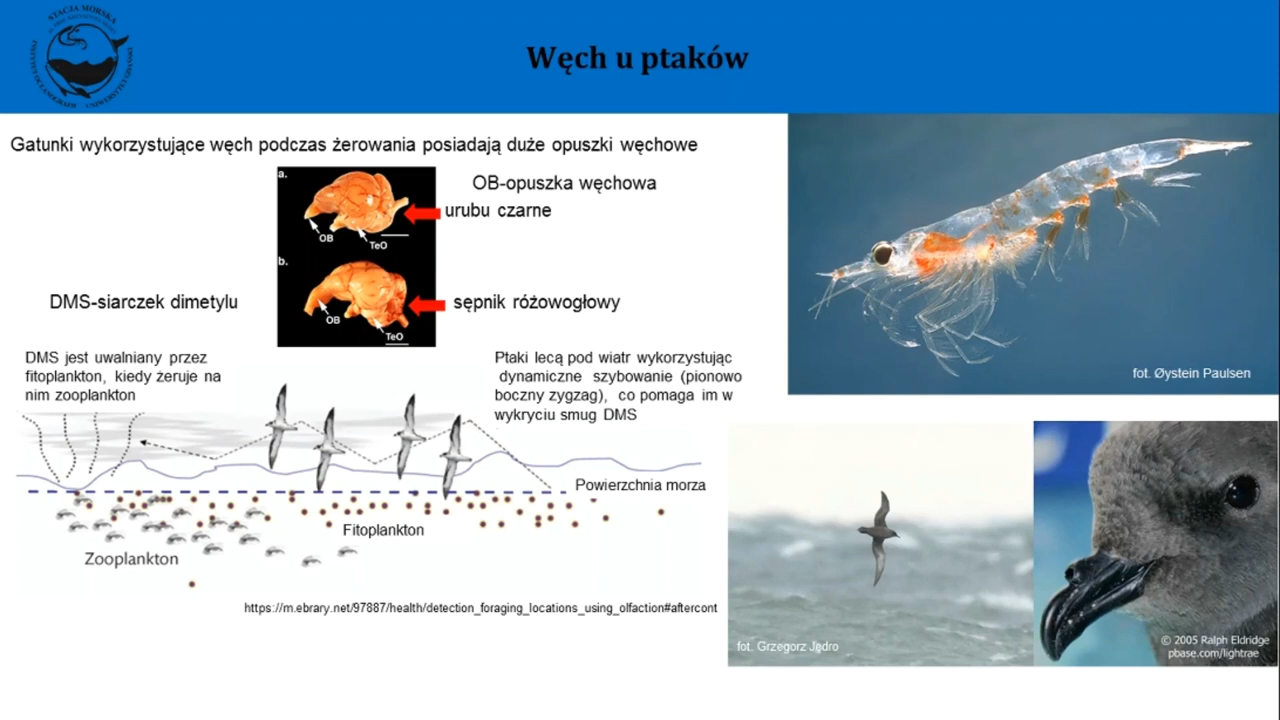 STACJA MORSKA
INSTYTUT OCEANOGRAFII UNIWERSYTET GDAŃSKI
Węch u ptaków
Gatunki wykorzystujące węch podczas żerowania posiadają duże opuszki węchowe
a.
OB
TeO
OB-opuszka węchowa
urubu czarne
b.
OB
TeO
DMS-siarczek dimetylu
sępnik różowogłowy
DMS jest uwalniany przez
fitoplankton, kiedy żeruje na
nim zooplankton
Ptaki lecą pod wiatr wykorzystując
dynamiczne szybowanie (pionowo
boczny zygzag), co pomaga im w
wykryciu smug DMS
Powierzchnia morza
Fitoplankton
Zooplankton
https://m.ebrary.net/97887/health/detection_foraging_locations_using_olfaction#aftercont
fot. Øystein Paulsen
fot. Grzegorz Jędro
© 2005 Ralph Eldridge
pbase.com/lightrae